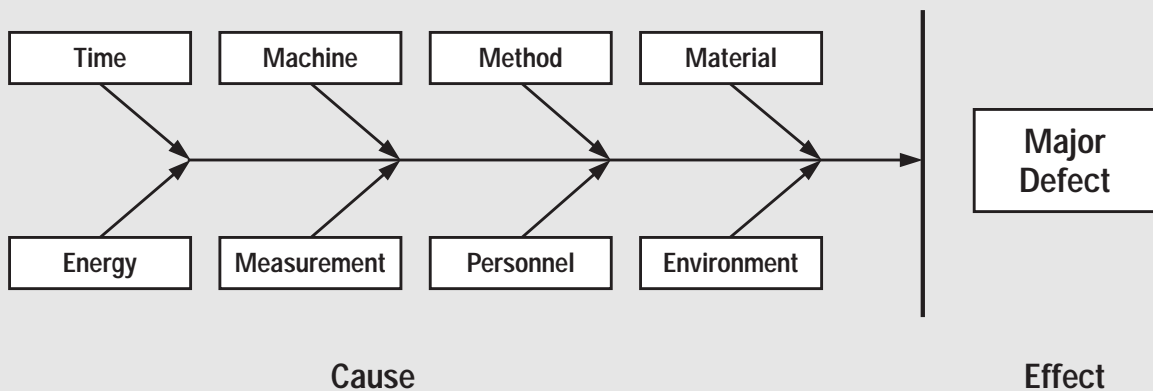 Time
Machine
Method
Material
Major
Defect
Energy
Measurement
Personnel
Environment
Cause
Effect